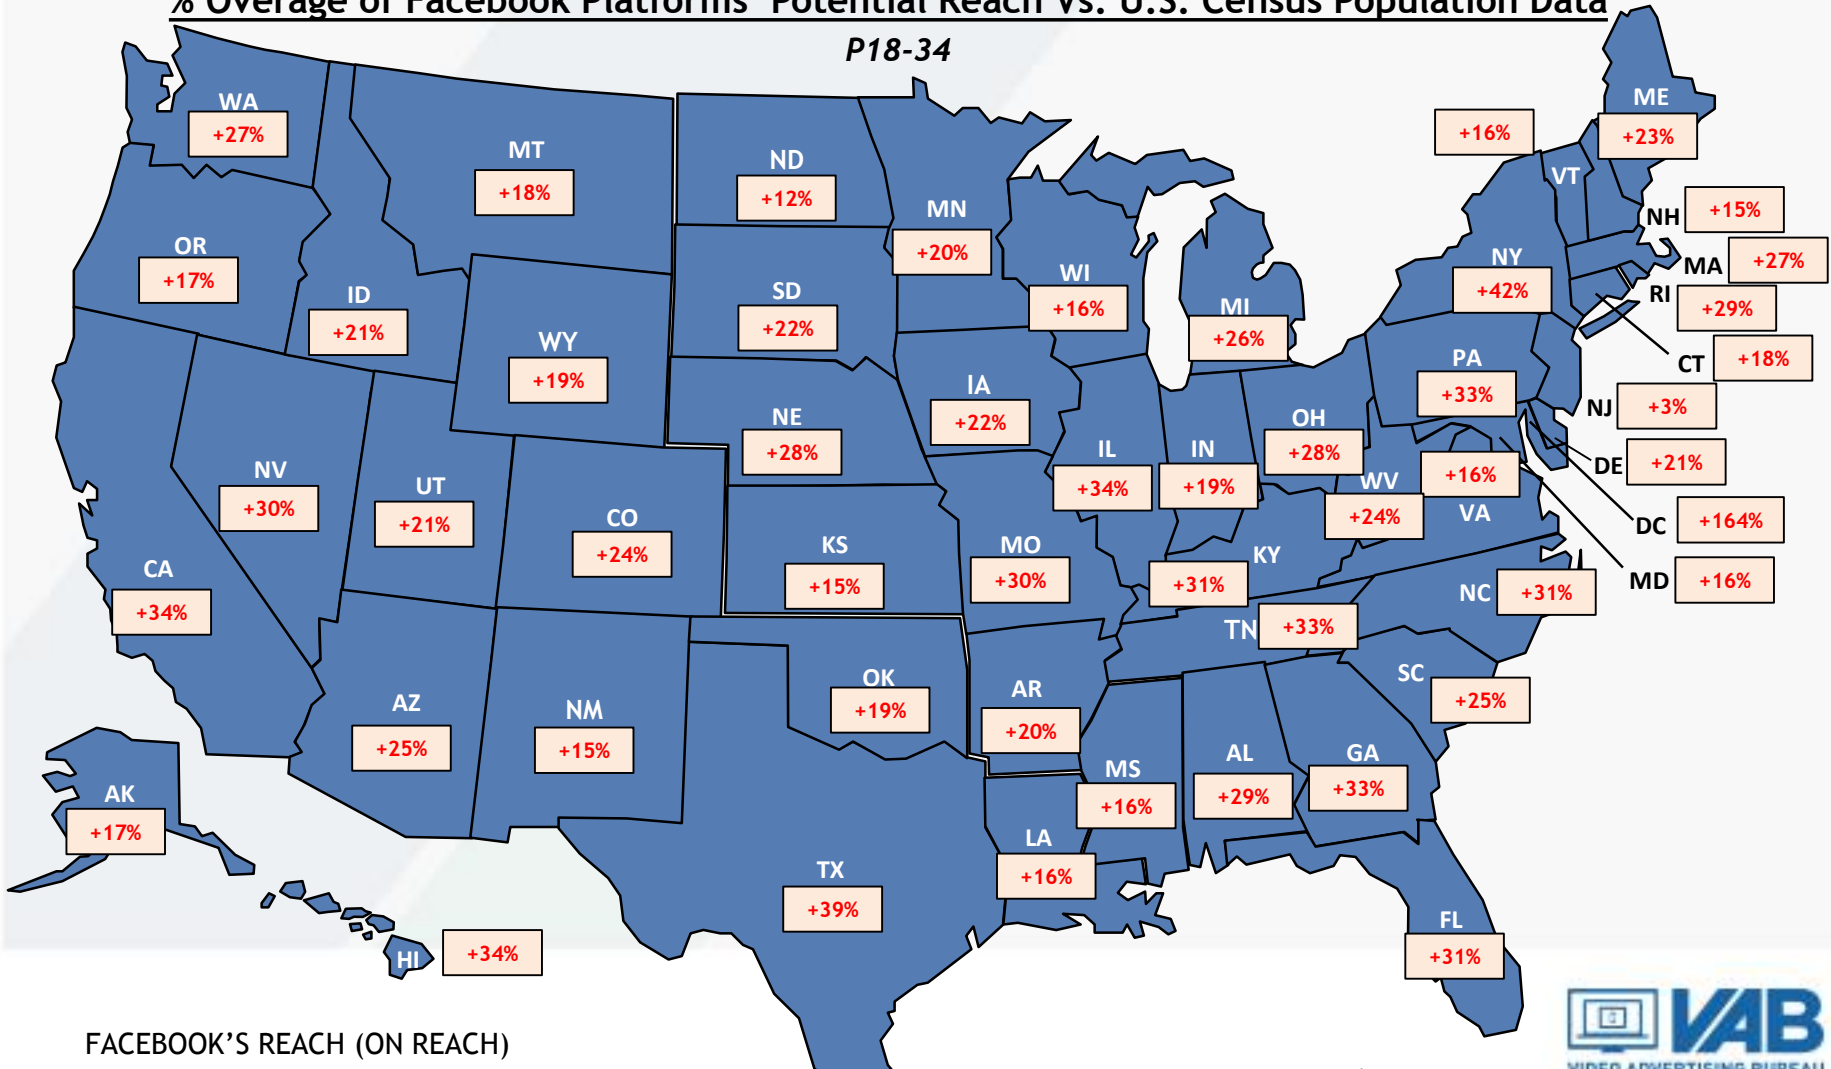 % Overage of Facebook Platforms' Potential Reach Vs. U.S. Census Population Data
P18-34
WA
+27%
MT
+18%
ND
+12%
MN
+20%
+16%
VT
ME
+23%
NH
+15%
OR
+17%
ID
+21%
WY
+19%
SD
+22%
WI
+16%
MI
+26%
NY
+42%
MA
+27%
RI
+29%
CT
+18%
PA
+33%
NJ
+3%
NE
+28%
IA
+22%
IL
+34%
IN
+19%
OH
+28%
WV
+24%
+16%
VA
DE
+21%
DC
+164%
MD
+16%
NV
+30%
UT
+21%
CO
+24%
KS
+15%
MO
+30%
KY
+31%
NC
+31%
CA
+34%
TN
+33%
SC
+25%
AZ
+25%
NM
+15%
OK
+19%
AR
+20%
MS
+16%
AL
+29%
GA
+33%
AK
+17%
TX
+39%
LA
+16%
FL
+31%
HI
+34%
FACEBOOK'S REACH (ON REACH)
VAB
VIDEO ADVERTISING BUREAU